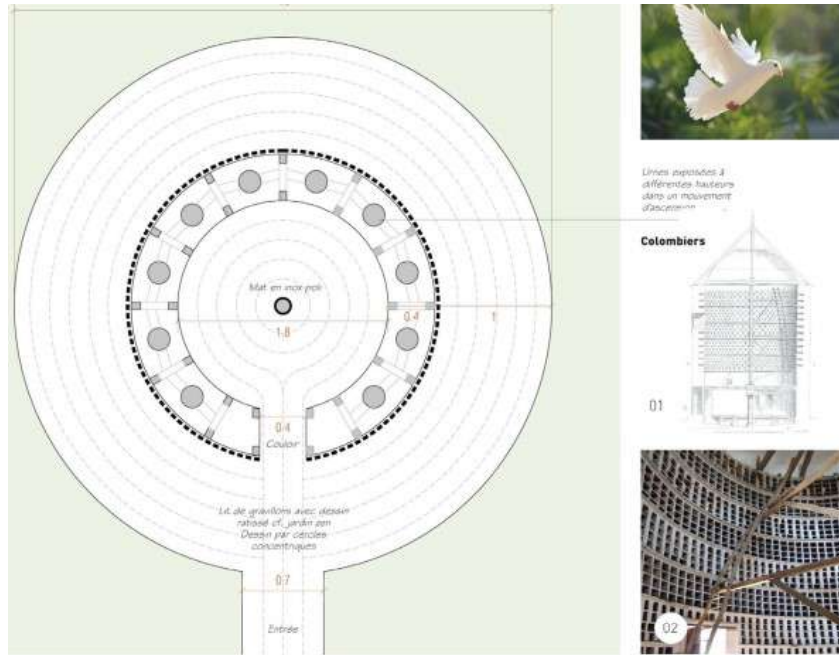 Mat en inox poli
1.8
0.4
1
0.4
Couloir
Lit de gravillons avec dessin
ratissé cf. jardin zen
Dessin par cercles
concentriques
0.7
Entrée
Urnes exposées à
différentes hauteurs
dans un mouvement
d'ascension
Colombiers
01
02